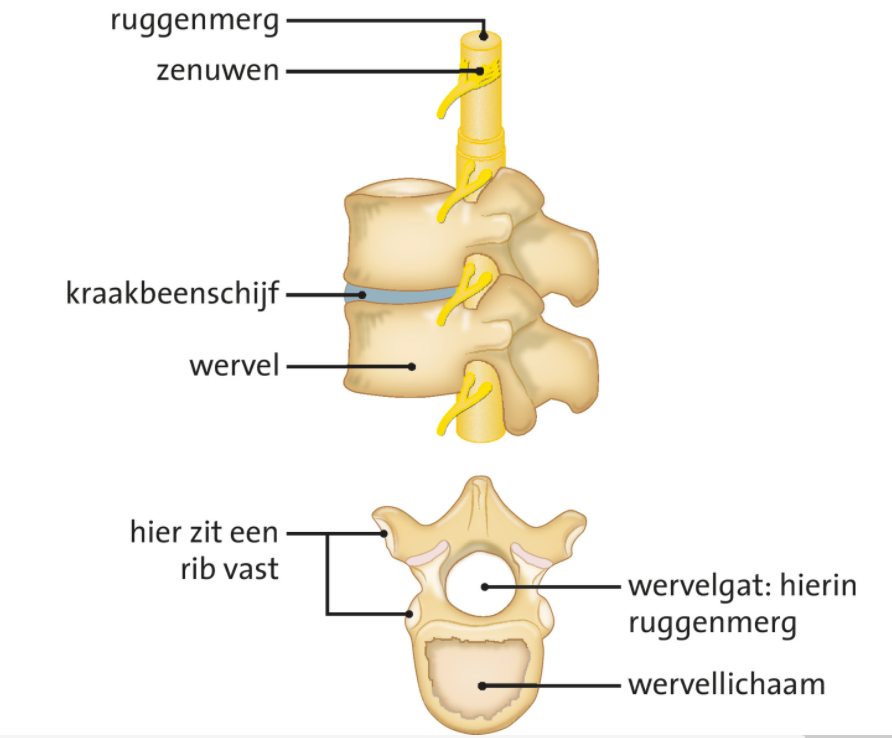 ruggenmerg
zenuwen
kraakbeenschijf
wervel
hier zit een
rib vast
wervelgat: hierin
ruggenmerg
wervellichaam